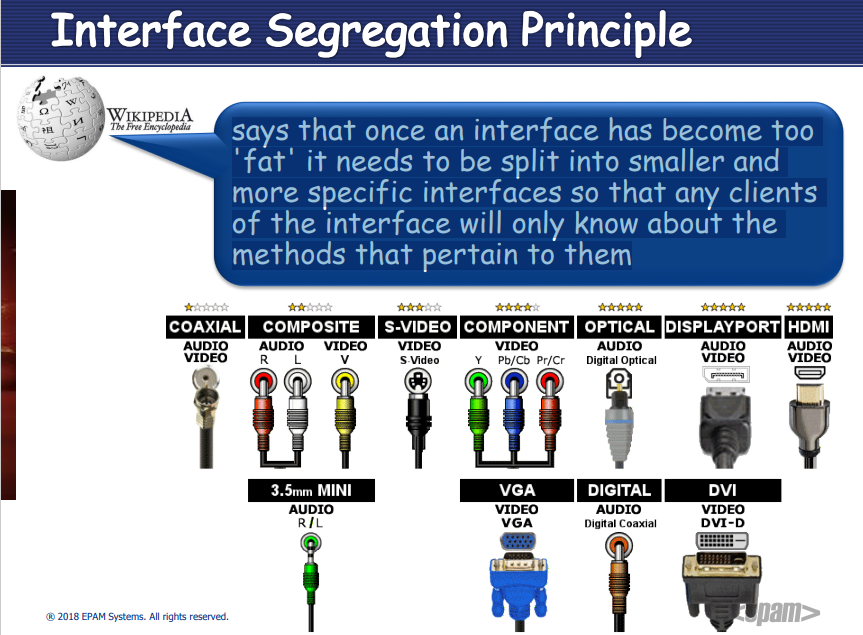 Interface Segregation Principle
WIKIPEDIA
The Free Encyclopedia
says that once an interface has become too
'fat' it needs to be split into smaller and
more specific interfaces so that any clients
of the interface will only know about the
methods that pertain to them
COAXIAL COMPOSITE S-VIDEO COMPONENT OPTICAL DISPLAYPORT HDMI
AUDIO VIDEO
AUDIO VIDEO
R L V
VIDEO
S-Video
VIDEO
Y Pb/Cb Pr/Cr
AUDIO
Digital Optical
AUDIO
VIDEO
AUDIO
VIDEO
3.5mm MINI VGA DIGITAL DVI
AUDIO
R/L
VIDEO
VGA
AUDIO
Digital Coaxial
VIDEO
DVI-D
® 2018 EPAM Systems. All rights reserved.
<epam>